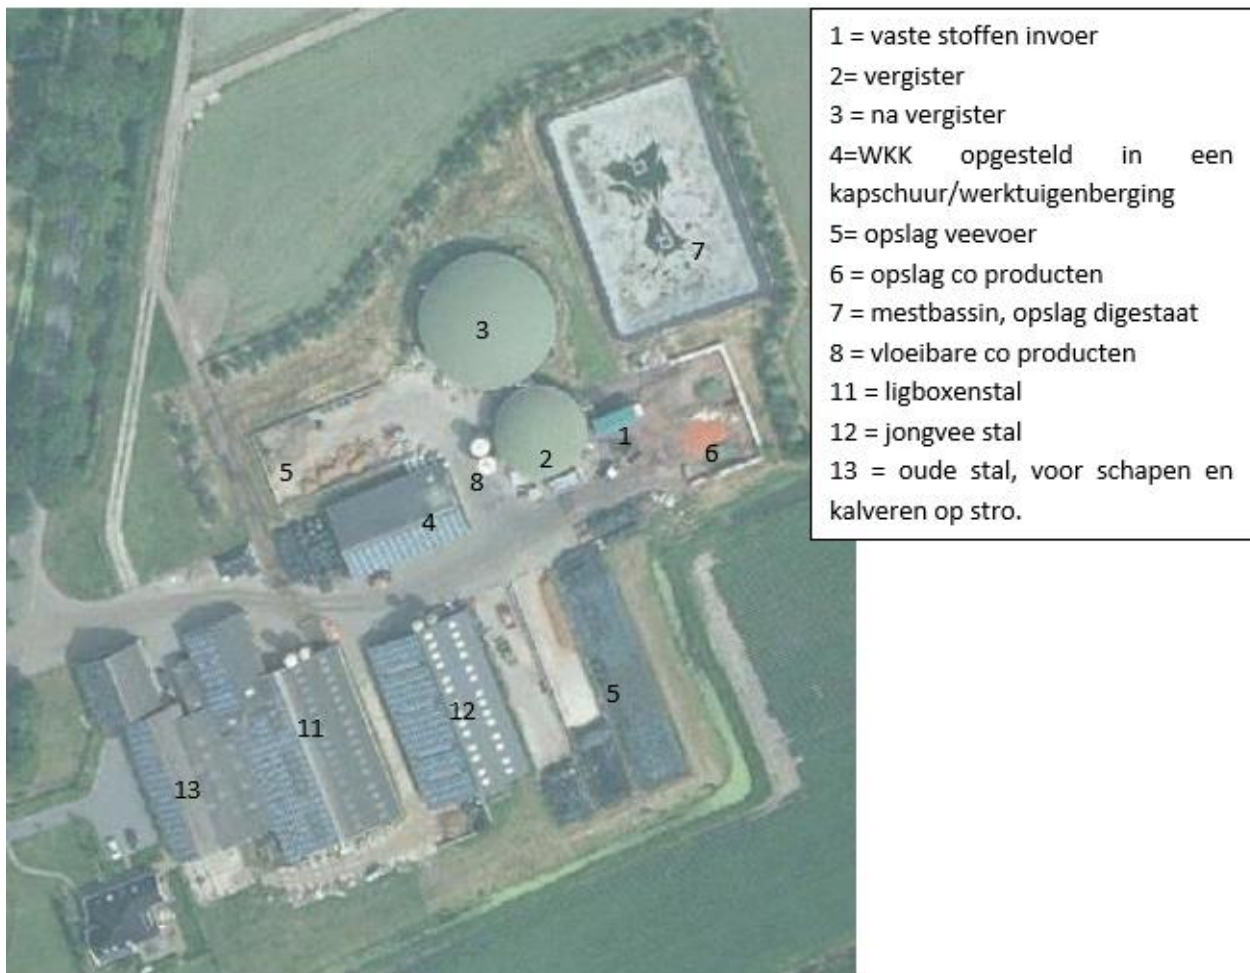 1 = vaste stoffen invoer
2= vergister
3 = na vergister
4=WKK opgesteld in een
kapschuur/werktuigenberging
5= opslag veevoer
6 = opslag co producten
7 = mestbassin, opslag digestaat
8 = vloeibare co producten
11 = ligboxenstal
12 = jongvee stal
13 = oude stal, voor schapen en
kalveren op stro.
7
3
1
6
2
5
8
4
5
12
11
13